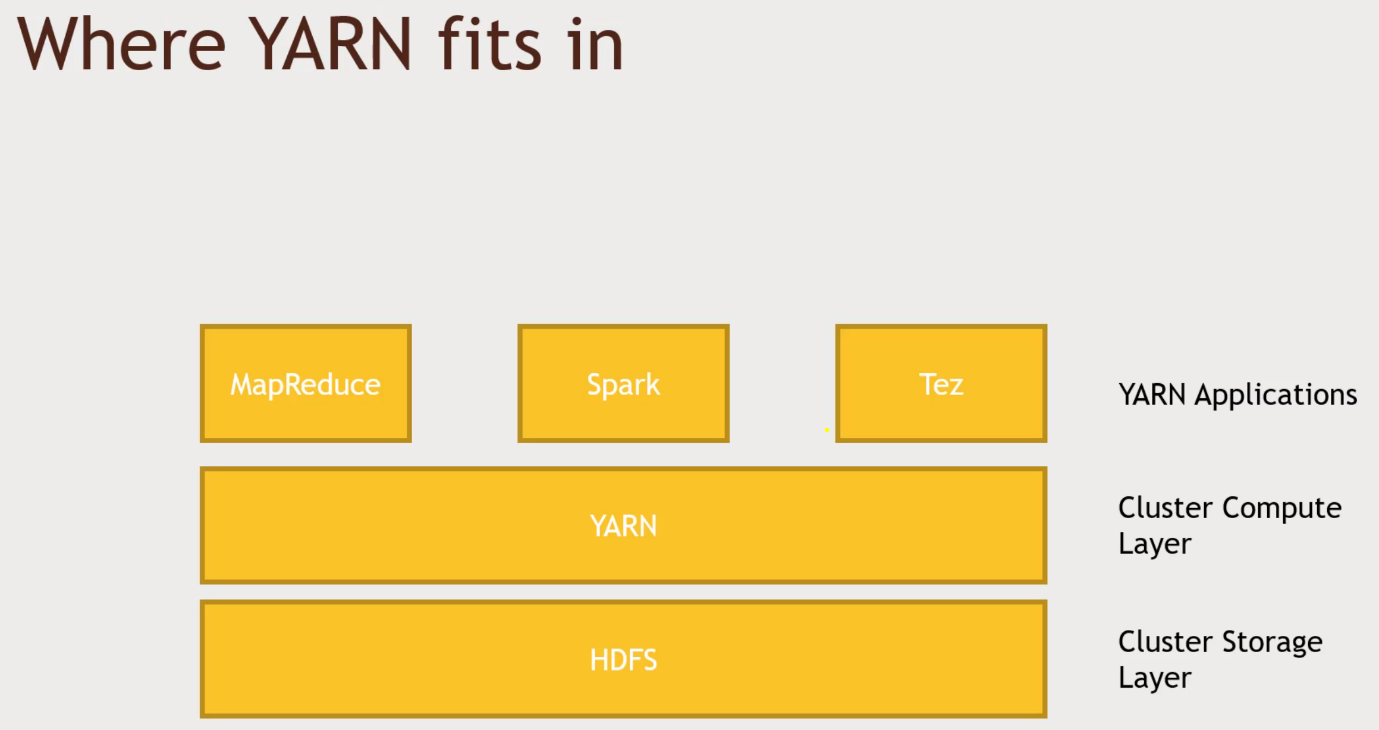 Where YARN fits in
MapReduce
Spark
Tez
YARN Applications
YARN
Cluster Compute
Layer
HDFS
Cluster Storage
Layer